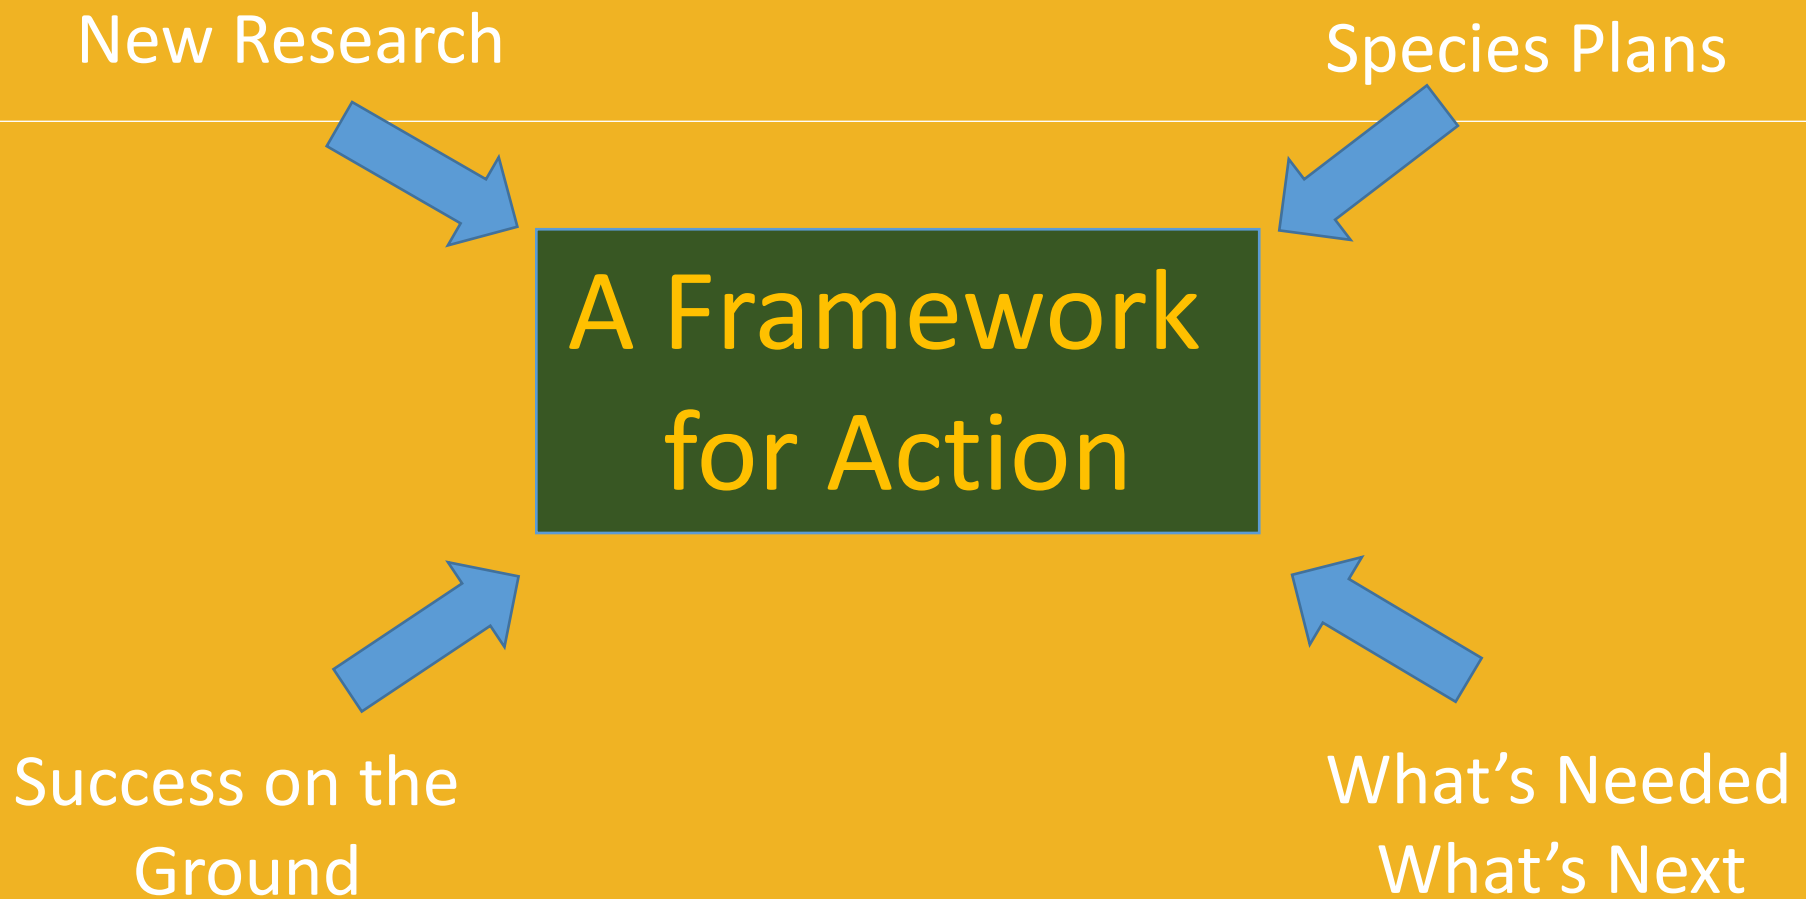 New Research
Species Plans
A Framework
for Action
Success on the
Ground
What’s Needed
What’s Next